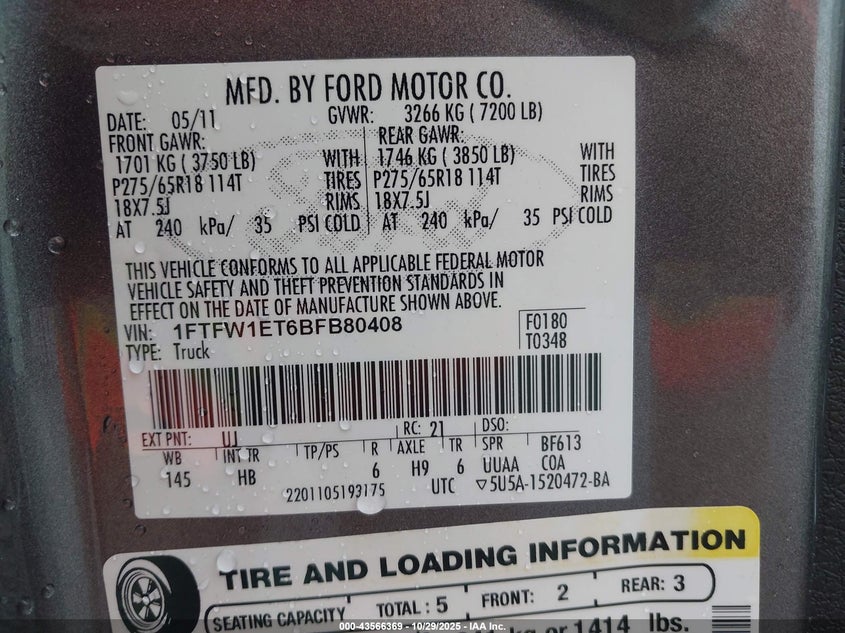 MFD. BY FORD MOTOR CO.
DATE: 05/11 GVWR: 3266 KG ( 7200 LB)
FRONT GAWR: REAR GAWR:
1701 KG ( 3750 LB) WITH 1746 KG ( 3850 LB) WITH
P275/65R18 114T TIRES P275/65R18 114T TIRES
18X7.5J RIMS 18X7.5J RIMS
AT 240 kPa/ 35 PSI COLD AT 240 kPa/ 35 PSI COLD
THIS VEHICLE CONFORMS TO ALL APPLICABLE FEDERAL MOTOR
VEHICLE SAFETY AND THEFT PREVENTION STANDARDS IN
EFFECT ON THE DATE OF MANUFACTURE SHOWN ABOVE.
VIN: 1FTFW1ET6BFB80408 F0180
TYPE: Truck T0348
EXT PNT: UJ RC: 21 DSO:
WB INT TR TP/PS R AXLE TR SPR BF613
145 HB 6 H9 6 UUAA COA
2201105193175 UTC ▽5U5A-1520472-BA
TIRE AND LOADING INFORMATION
SEATING CAPACITY TOTAL : 5 FRONT: 2 REAR: 3
kg or 1414 lbs.
000-43566369 - 10/29/2025 - IAA Inc.